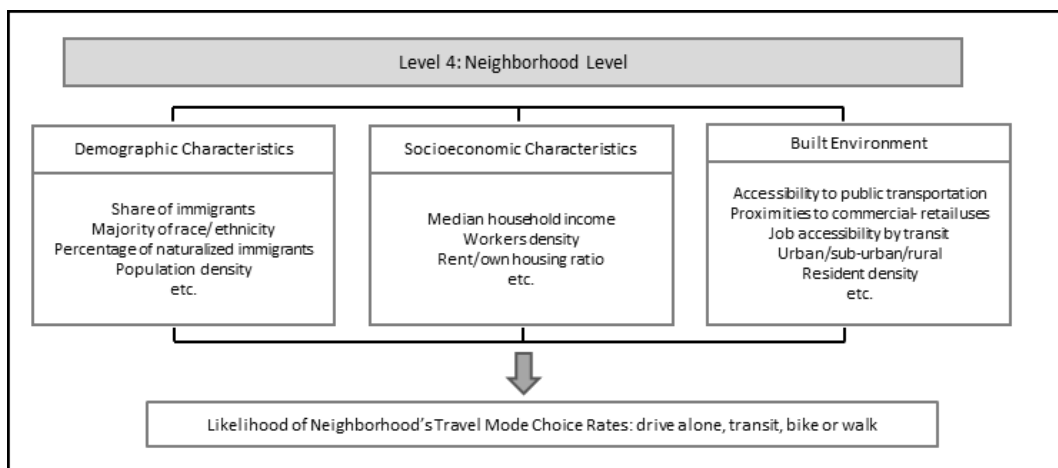 Level 4: Neighborhood Level
Demographic Characteristics
Share of immigrants
Majority of race/ ethnicity
Percentage of naturalized immigrants
Population density
etc.
Socioeconomic Characteristics
Median household income
Workers density
Rent/own housing ratio
etc.
Built Environment
Accessibility to public transportation
Proximities to commercial- retail uses
Job accessibility by transit
Urban/sub-urban/rural
Resident density
etc.
Likelihood of Neighborhood's Travel Mode Choice Rates: drive alone, transit, bike or walk